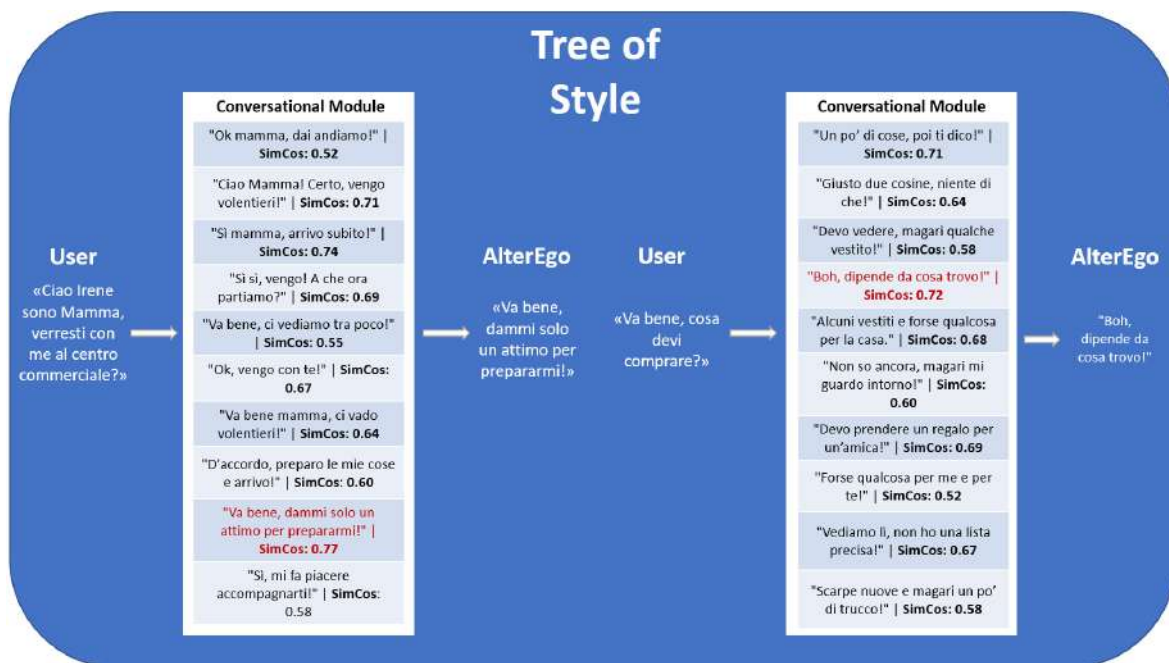 Tree of
Style
Conversational Module
"Ok mamma, dai andiamo!" |
SimCos: 0.52
"Ciao Mamma! Certo, vengo
volentieri!" | SimCos: 0.71
"Sì mamma, arrivo subito!" |
SimCos: 0.74
"Sì sì, vengo! A che ora
partiamo?" | SimCos: 0.69
"Va bene, ci vediamo tra poco!"
| SimCos: 0.55
"Ok, vengo con te!" | SimCos:
0.67
"Va bene mamma, ci vado
volentieri!" | SimCos: 0.64
"D'accordo, preparo le mie cose
e arrivo!" | SimCos: 0.60
"Va bene, dammi solo un
attimo per prepararmi!" |
SimCos: 0.77
"Sì, mi fa piacere
accompagnarti!" | SimCos:
0.58
User
«Ciao Irene
sono Mamma,
verresti con
me al centro
commerciale?»
AlterEgo
«Va bene,
dammi solo
un attimo per
prepararmi!»
User
«Va bene, cosa
devi
comprare?»
Conversational Module
"Un po' di cose, poi ti dico!" |
SimCos: 0.71
"Giusto due cosine, niente di
che!" | SimCos: 0.64
"Devo vedere, magari qualche
vestito!" | SimCos: 0.58
"Boh, dipende da cosa trovo!" |
SimCos: 0.72
"Alcuni vestiti e forse qualcosa
per la casa." | SimCos: 0.68
"Non so ancora, magari mi
guardo intorno!" | SimCos:
0.60
"Devo prendere un regalo per
un'amica!" | SimCos: 0.69
"Forse qualcosa per me e per
te!" | SimCos: 0.52
"Vediamo lì, non ho una lista
precisa!" | SimCos: 0.67
"Scarpe nuove e magari un po'
di trucco!" | SimCos: 0.58
AlterEgo
"Boh,
dipende da
cosa trovo!"